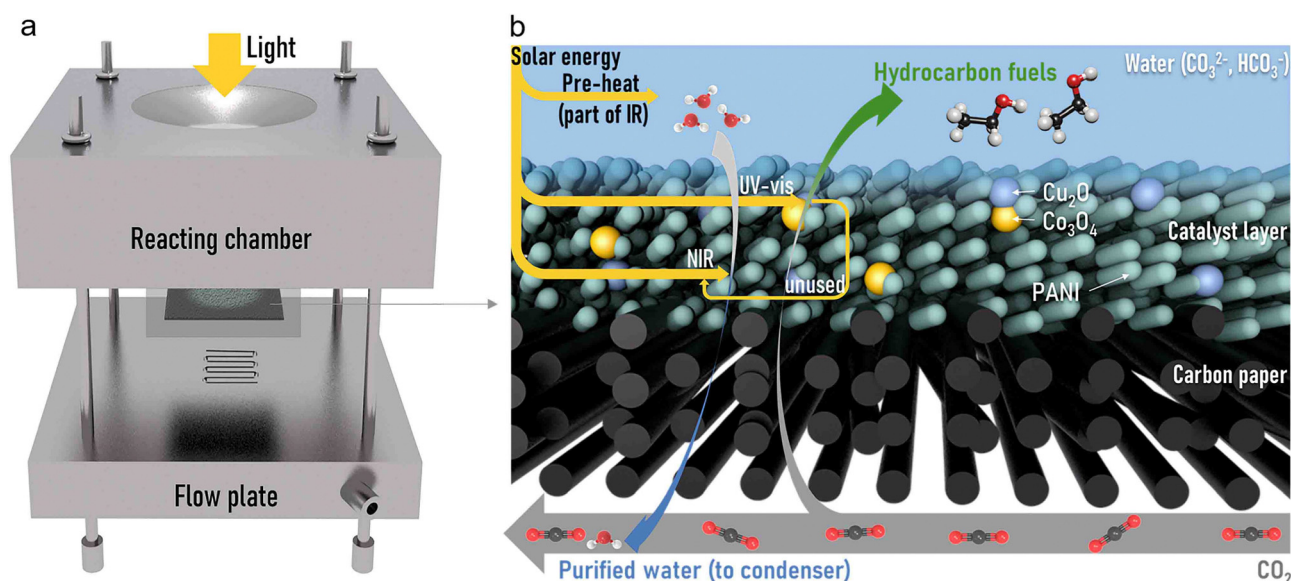 a
Light
Reacting chamber
Flow plate
b
Solar energy
Pre-heat
(part of IR)
Hydrocarbon fuels
Water (CO₃²⁻, HCO₃⁻)
UV-vis
Cu₂O
Co₃O₄
Catalyst layer
NIR
unused
PANI
Carbon paper
Purified water (to condenser)
CO₂